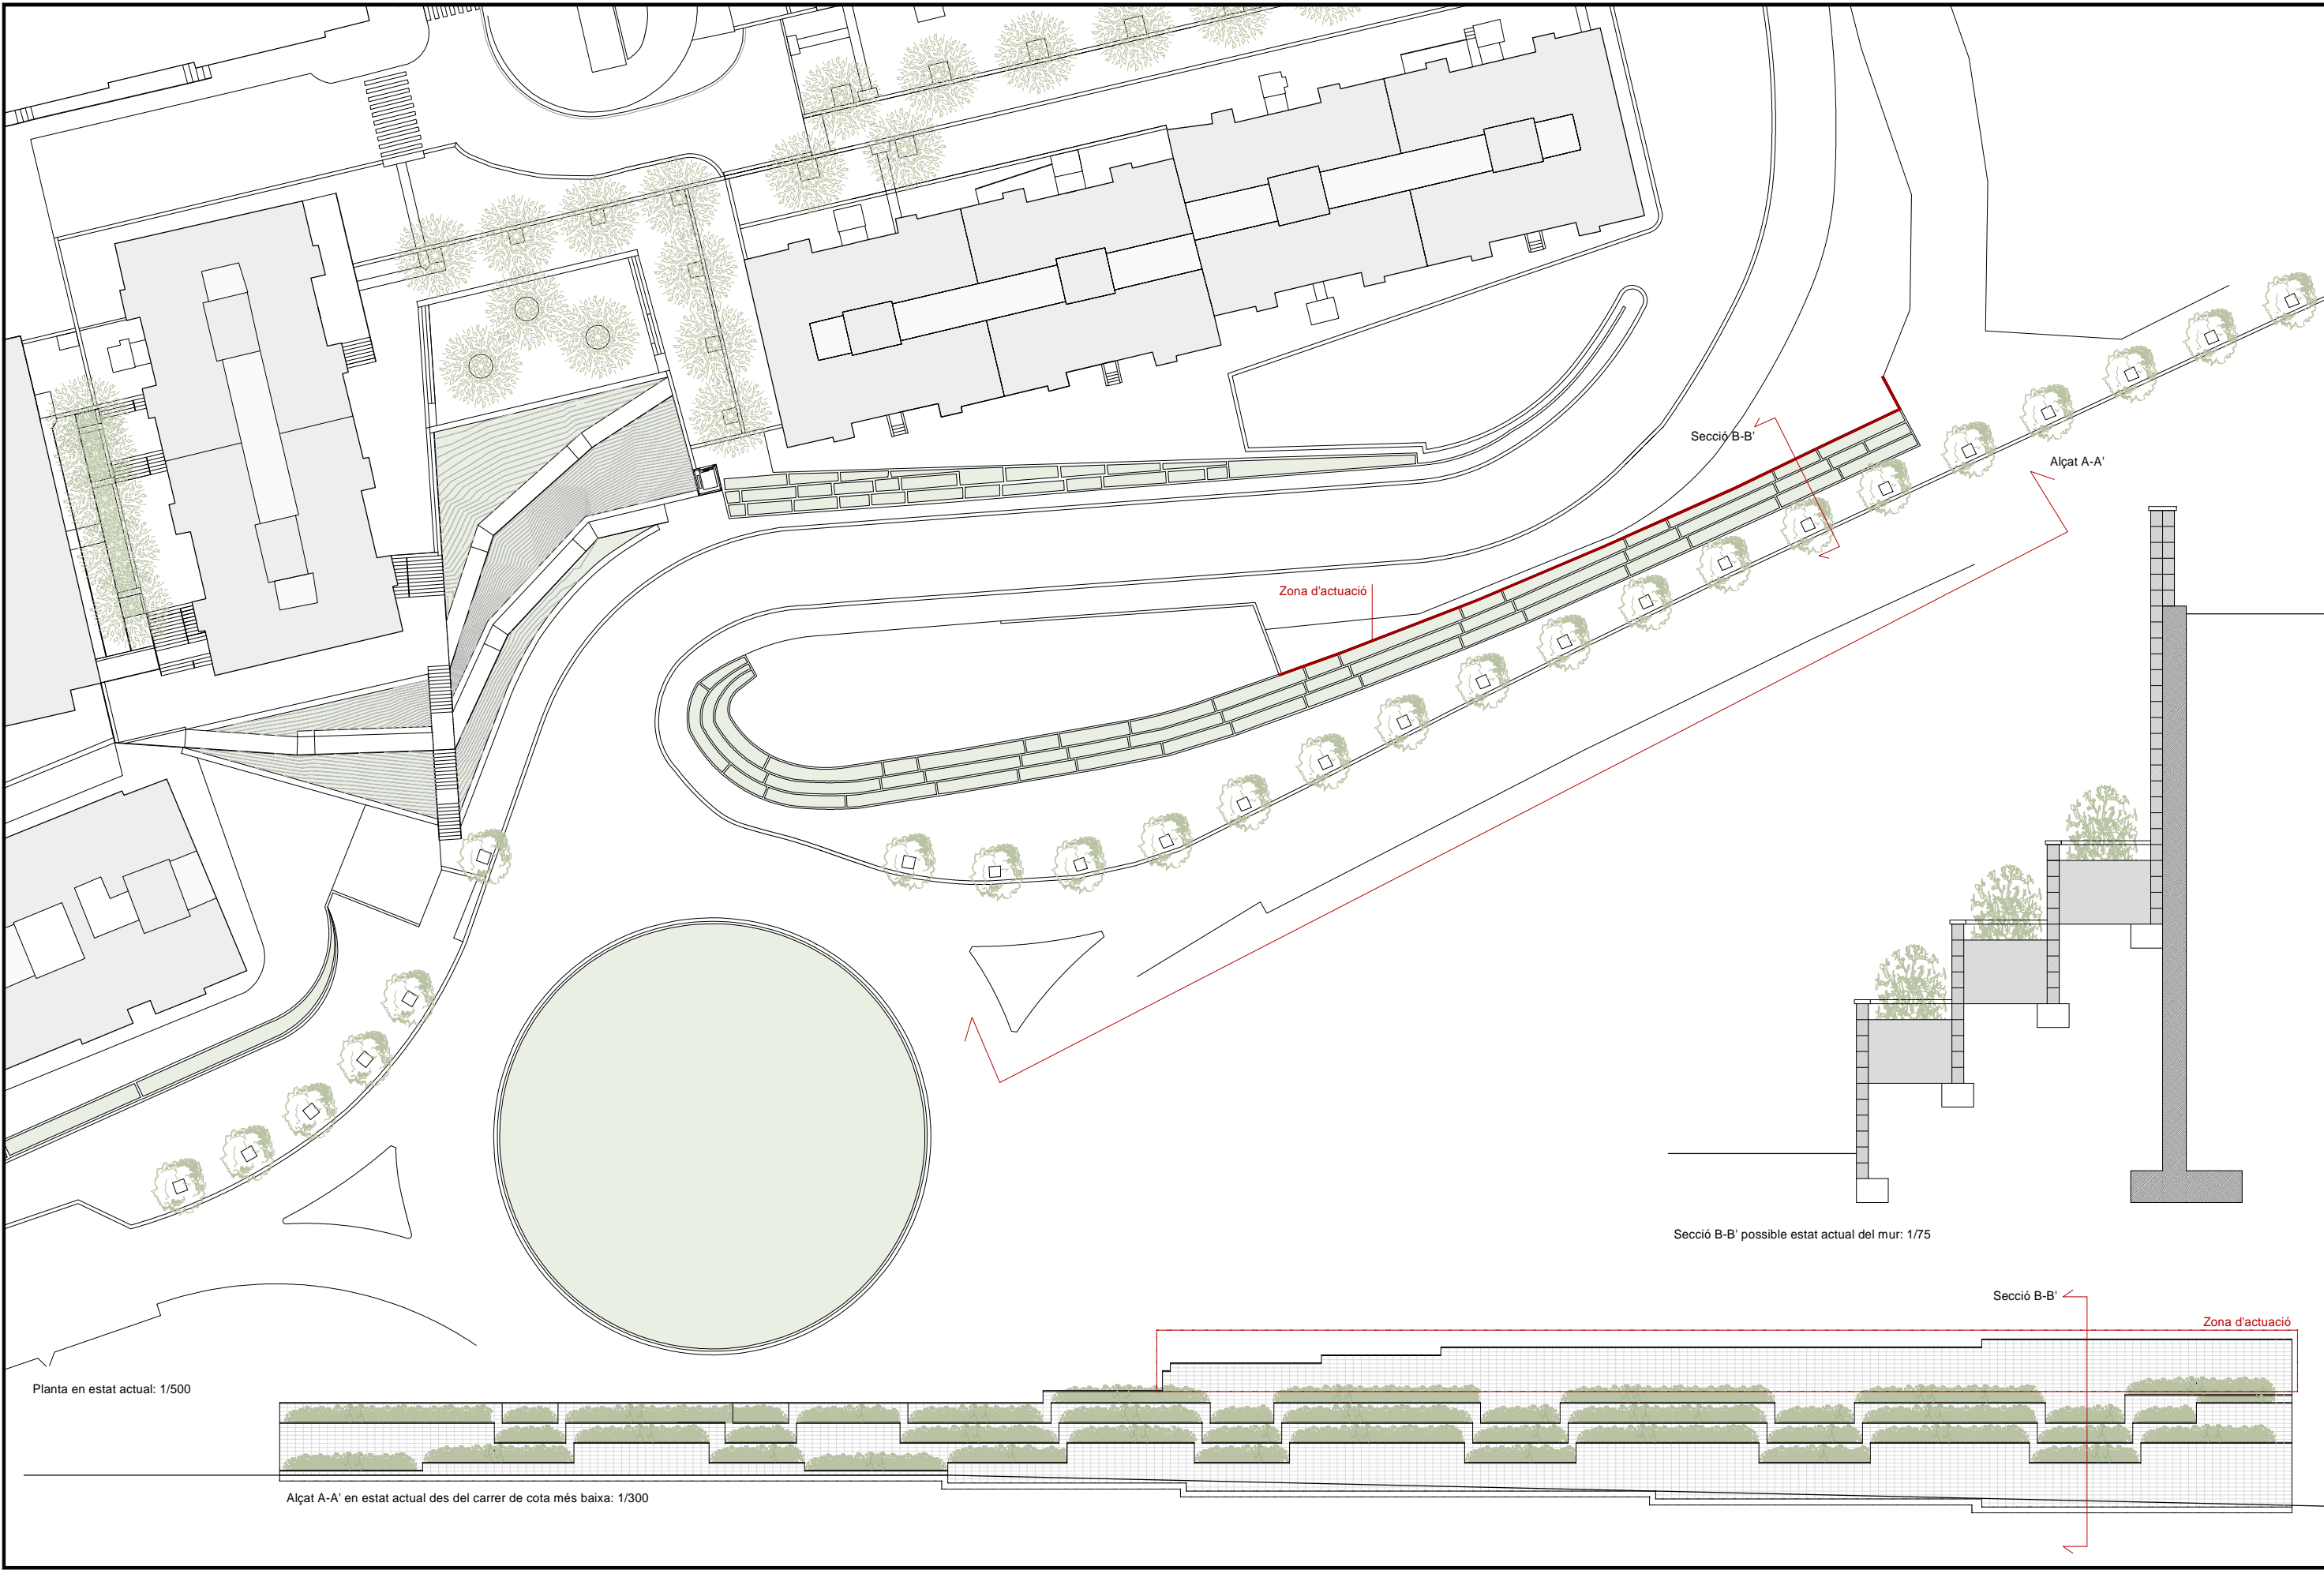 Secció B-B'
Alçat A-A'
Zona d'actuació
Secció B-B' possible estat actual del mur: 1/75
Secció B-B'
Zona d'actuació
Planta en estat actual: 1/500
Alçat A-A' en estat actual des del carrer de cota més baixa: 1/300